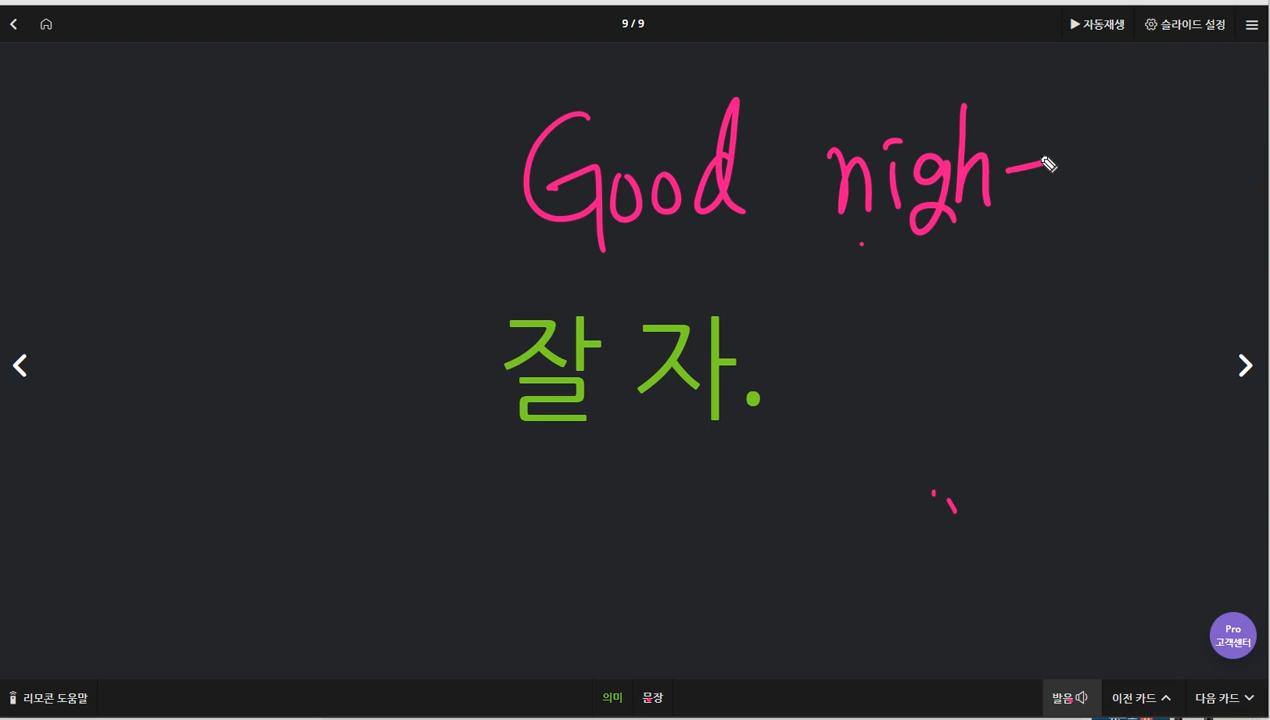 9 / 9
자동재생
슬라이드 설정
Good nigh-
잘 자.
Pro
고객센터
리모콘 도움말
의미
문장
발음
이전 카드
다음 카드